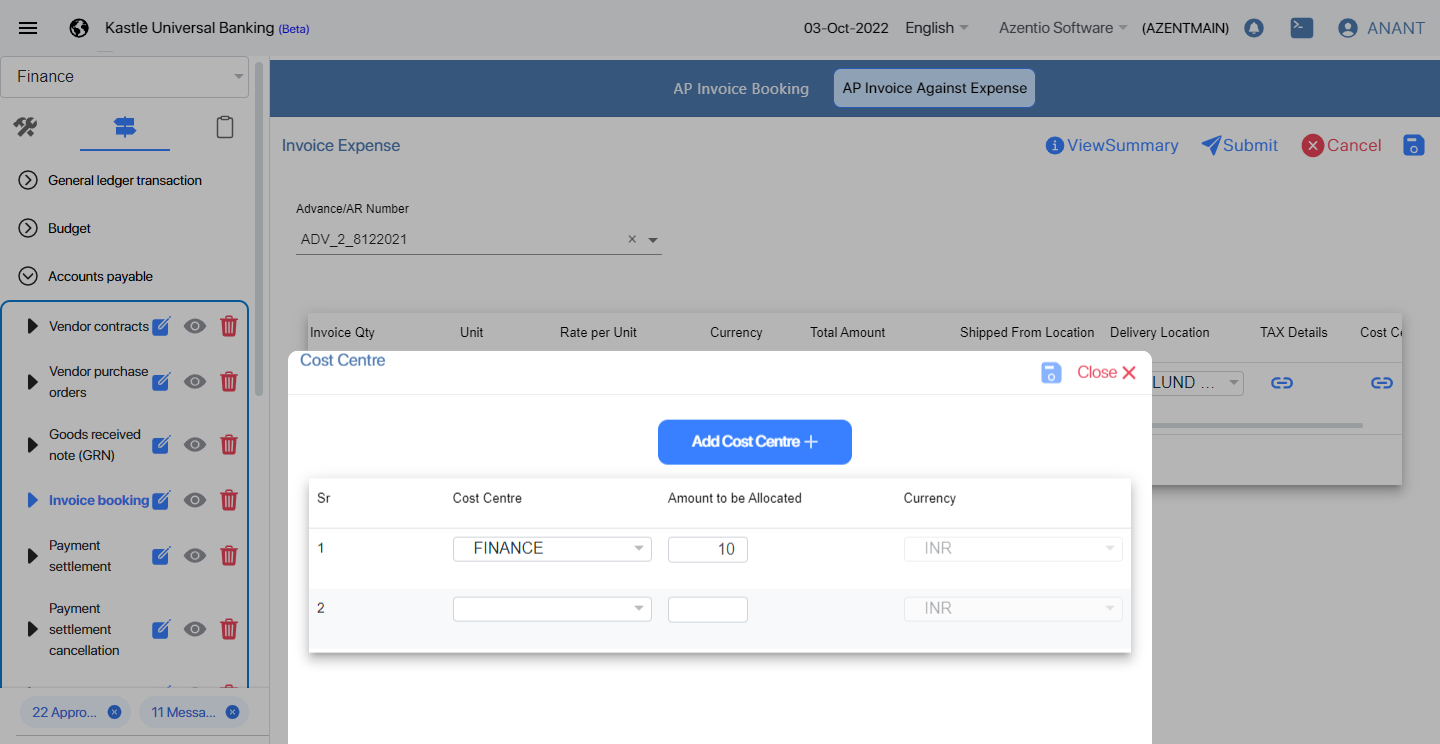 Kastle Universal Banking (Beta)
03-Oct-2022
English
Azentio Software
(AZENTMAIN)
ANANT
Finance
AP Invoice Booking
AP Invoice Against Expense
Invoice Expense
ViewSummary
Submit
Cancel
General ledger transaction
Budget
Accounts payable
Vendor contracts
Vendor purchase
orders
Goods received
note (GRN)
Invoice booking
Payment
settlement
Payment
settlement
cancellation
22 Appro...
11 Messa...
Advance/AR Number
ADV_2_8122021
Invoice Qty
Unit
Rate per Unit
Currency
Total Amount
Shipped From Location
Delivery Location
TAX Details
Cost Ce
LUND ...
Cost Centre
Close
Add Cost Centre
Sr
Cost Centre
Amount to be Allocated
Currency
1
FINANCE
10
INR
2
INR